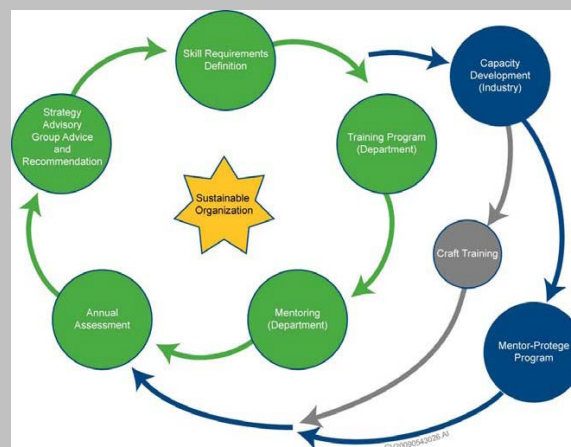 Skill Requirements
Definition
Capacity
Development
(Industry)
Strategy
Advisory
Group Advice
and
Recommendation
Training Program
(Department)
Sustainable
Organization
Craft Training
Annual
Assessment
Mentoring
(Department)
Mentor-Protege
Program